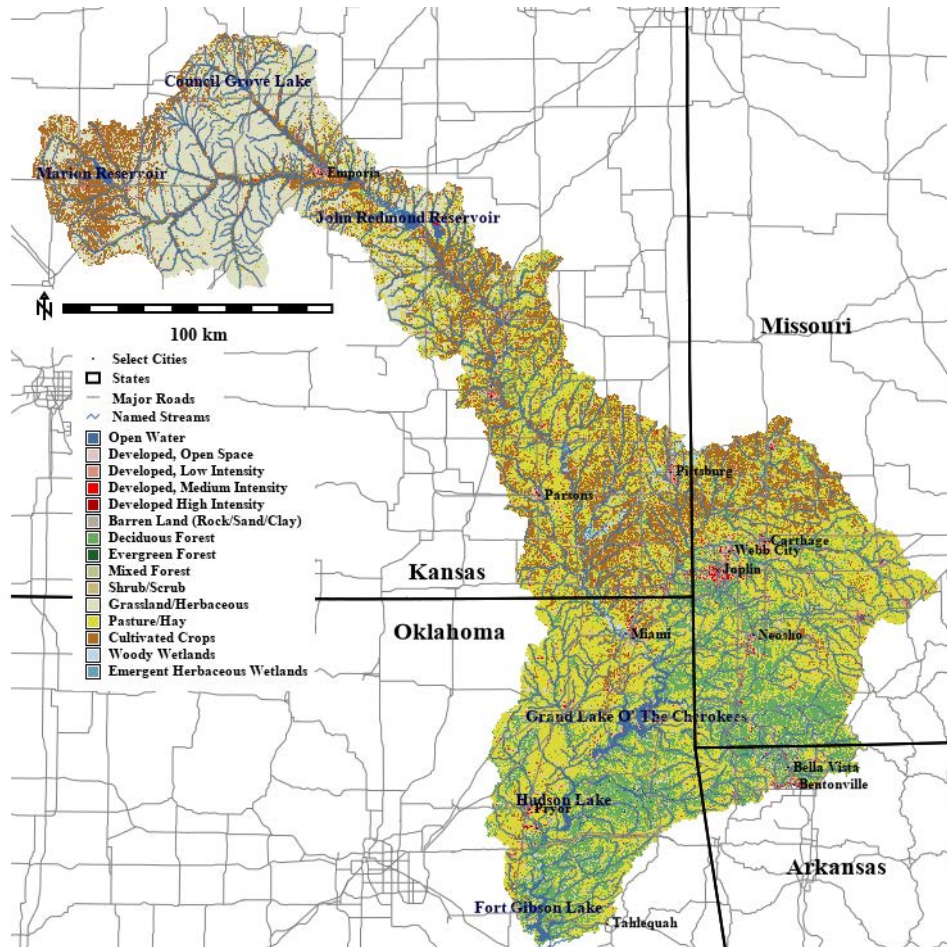 Council Grove Lake
Marion Reservoir
Emporia
John Redmond Reservoir
N
100 km
Missouri
Select Cities
States
Major Roads
Named Streams
Open Water
Developed, Open Space
Developed, Low Intensity
Developed, Medium Intensity
Developed High Intensity
Barren Land (Rock/Sand/Clay)
Deciduous Forest
Evergreen Forest
Mixed Forest
Shrub/Scrub
Grassland/Herbaceous
Pasture/Hay
Cultivated Crops
Woody Wetlands
Emergent Herbaceous Wetlands
Pittsburg
Parsons
Carthage
Webb City
Joplin
Kansas
Oklahoma
Miami
Neosho
Grand Lake O' The Cherokees
Bella Vista
Bentonville
Hudson Lake
Pryor
Arkansas
Fort Gibson Lake
Tahlequah